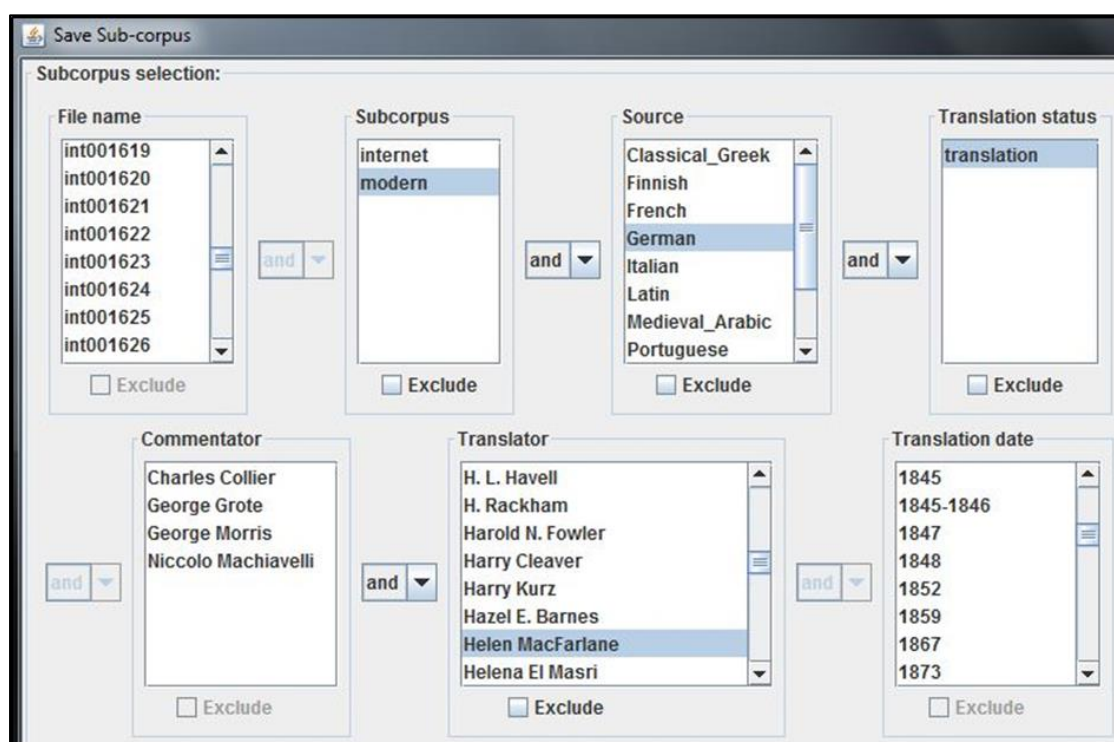 Save Sub-corpus
Subcorpus selection:
File name
int001619
int001620
int001621
int001622
int001623
int001624
int001625
int001626
Exclude
and
Subcorpus
internet
modern
Exclude
and
Source
Classical_Greek
Finnish
French
German
Italian
Latin
Medieval_Arabic
Portuguese
Exclude
and
Translation status
translation
Exclude
and
Commentator
Charles Collier
George Grote
George Morris
Niccolo Machiavelli
Exclude
and
Translator
H. L. Havell
H. Rackham
Harold N. Fowler
Harry Cleaver
Harry Kurz
Hazel E. Barnes
Helen MacFarlane
Helena El Masri
Exclude
and
Translation date
1845
1845-1846
1847
1848
1852
1859
1867
1873
Exclude